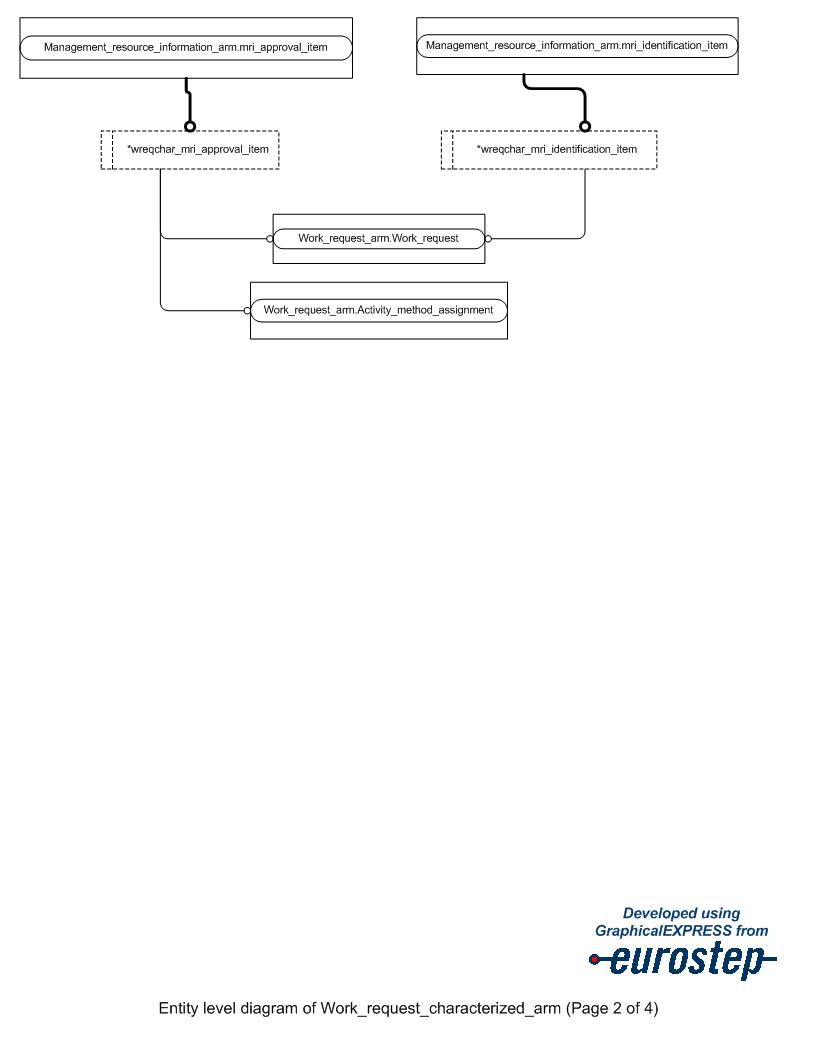 Management_resource_information_arm.mri_approval_item
Management_resource_information_arm.mri_identification_item
*wreqchar_mri_approval_item
*wreqchar_mri_identification_item
Work_request_arm.Work_request
Work_request_arm.Activity_method_assignment
Developed using
GraphicalEXPRESS from
eurostep
Entity level diagram of Work_request_characterized_arm (Page 2 of 4)